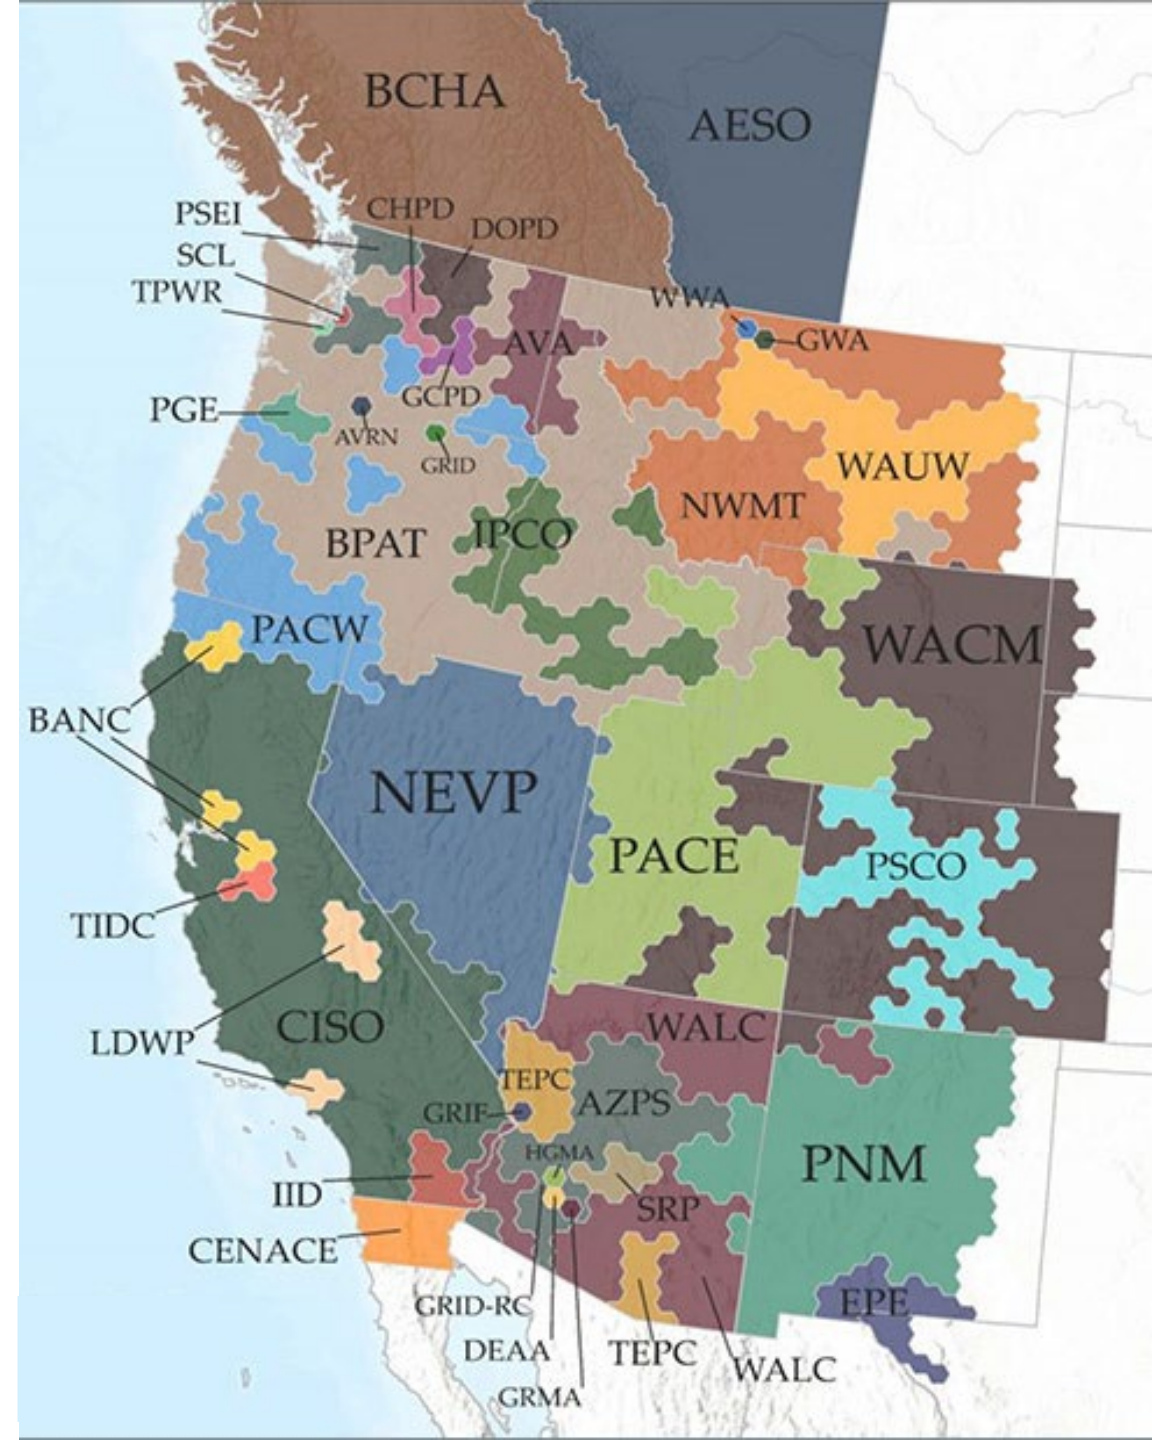 BCHA
AESO
PSEI
CHPD
DOPD
SCL
TPWR
WWA
GWA
AVA
PGE
GCPD
AVRN
GRID
WAUW
NWMT
BPAT
IPCO
PACW
WACM
BANC
NEVP
PACE
PSCO
TIDC
LDWP
CISO
WALC
TEPC
AZPS
GRIF
HGMA
PNM
IID
SRP
CENACE
EPE
GRID-RC
DEAA
TEPC
WALC
GRMA